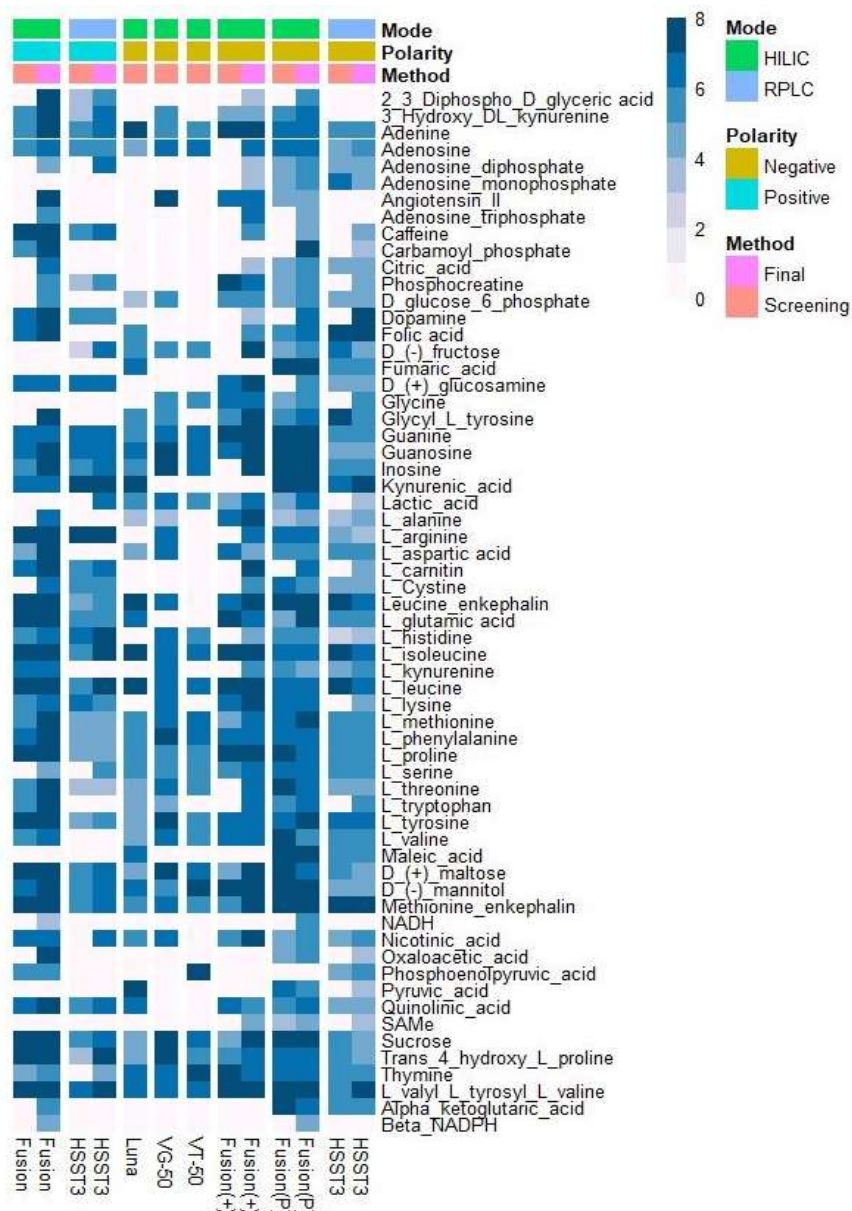 Mode
Polarity
Method
2_3_Diphospho_D_glyceric acid
3_Hydroxy_DL_kynurenine
Adenine
Adenosine
Adenosine_diphosphate
Adenosine_monophosphate
Angiotensin_II
Adenosine_triphosphate
Caffeine
Carbamoyl_phosphate
Citric_acid
Phosphocreatine
D_glucose_6_phosphate
Dopamine
Folic acid
D_(-)_fructose
Fumaric_acid
D_(+)_glucosamine
Glycine
Glycyl_L_tyrosine
Guanine
Guanosine
Inosine
Kynurenic_acid
Lactic_acid
L_alanine
L_arginine
L_aspartic acid
L_carnitin
L_Cystine
Leucine_enkephalin
L_glutamic acid
L_histidine
L_isoleucine
L_kynurenine
L_leucine
L_lysine
L_methionine
L_phenylalanine
L_proline
L_serine
L_threonine
L_tryptophan
L_tyrosine
L_valine
Maleic_acid
D_(+)_maltose
D_(-)_mannitol
Methionine_enkephalin
NADH
Nicotinic_acid
Oxaloacetic_acid
Phosphoenolpyruvic_acid
Pyruvic_acid
Quinolinic_acid
SAMe
Sucrose
Trans_4_hydroxy_L_proline
Thymine
L_valyl_L_tyrosyl_L_valine
Alpha_ketoglutaric_acid
Beta_NADPH
Fusion
Fusion
HSST3
HSST3
Luna
VG-50
VT-50
Fusion(+)
Fusion(+)
Fusion(P
Fusion(P
HSST3
HSST3
8
6
4
2
0
Mode
HILIC
RPLC
Polarity
Negative
Positive
Method
Final
Screening